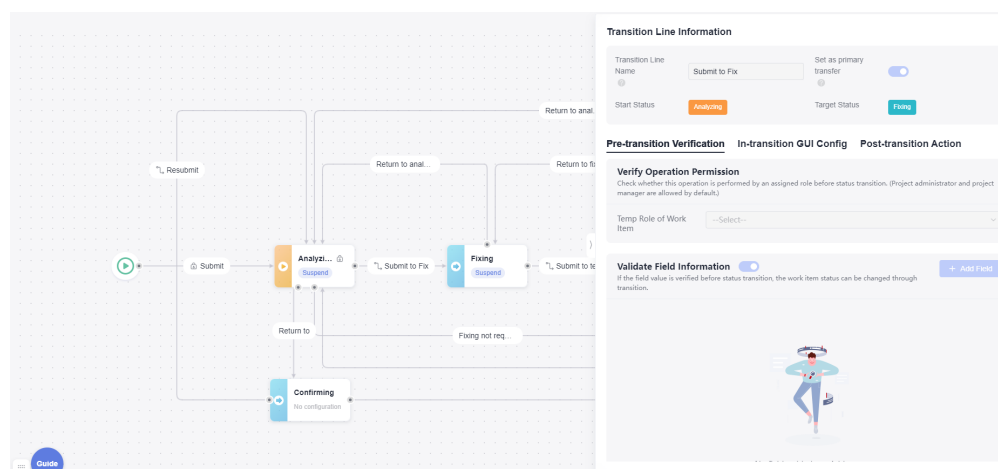 Transition Line Information
Transition Line
Name
Submit to Fix
Set as primary
transfer
Start Status
Analyzing
Target Status
Fixing
Pre-transition Verification
In-transition GUI Config
Post-transition Action
Verify Operation Permission
Check whether this operation is performed by an assigned role before status transition. (Project administrator and project
manager are allowed by default.)
Temp Role of Work
Item
--Select--
Validate Field Information
+ Add Field
If the field value is verified before status transition, the work item status can be changed through
transition.
Return to anal
Return to anal...
Return to fix
Resubmit
Submit
Analyzi...
Suspend
Submit to Fix
Fixing
Suspend
Submit to te
Return to
Fixing not req...
Confirming
No configuration
Guide